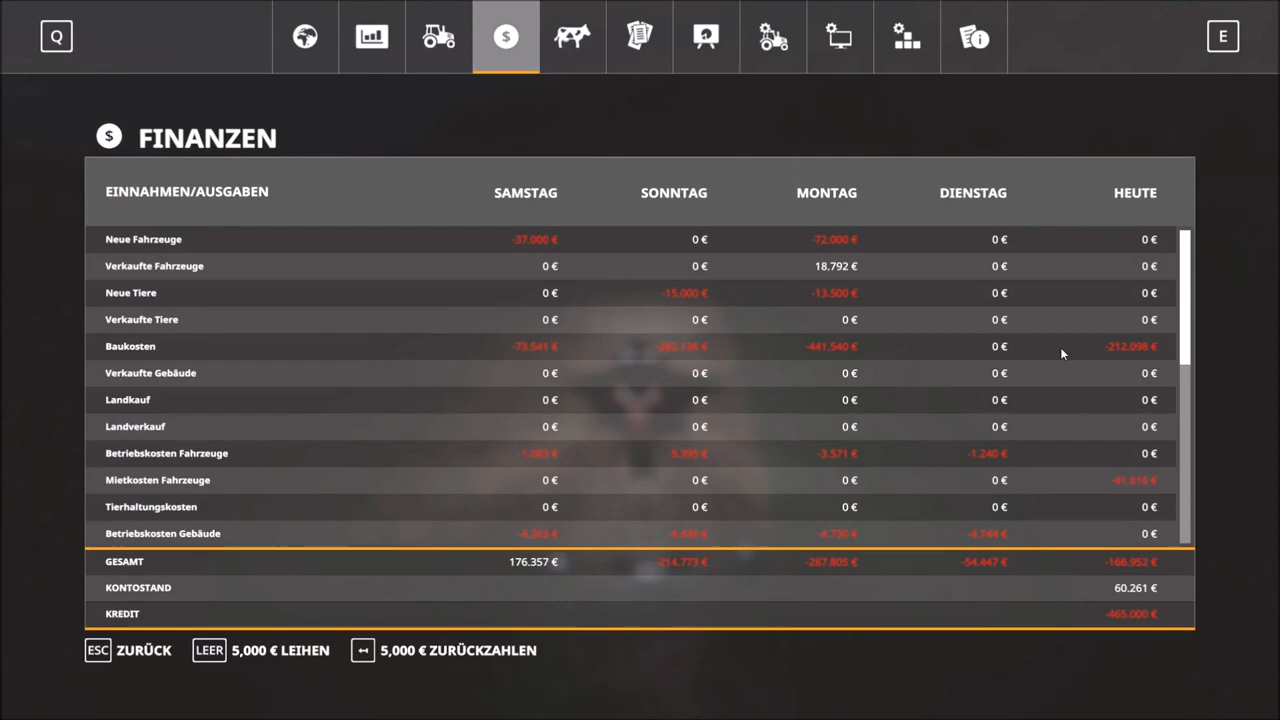 Q
$
E
$ FINANZEN
EINNAHMEN/AUSGABEN SAMSTAG SONNTAG MONTAG DIENSTAG HEUTE
Neue Fahrzeuge -37.000 € 0 € -72.000 € 0 € 0 €
Verkaufte Fahrzeuge 0 € 0 € 18.792 € 0 € 0 €
Neue Tiere 0 € -15.000 € -13.500 € 0 € 0 €
Verkaufte Tiere 0 € 0 € 0 € 0 € 0 €
Baukosten -73.541 € -441.540 € 0 € -212.098 €
Verkaufte Gebäude 0 € 0 € 0 € 0 € 0 €
Landkauf 0 € 0 € 0 € 0 € 0 €
Landverkauf 0 € 0 € 0 € 0 € 0 €
Betriebskosten Fahrzeuge -5.395 € -3.571 € -1.240 € 0 €
Mietkosten Fahrzeuge 0 € 0 € 0 € 0 €
Tierhaltungskosten 0 € 0 € 0 € 0 € 0 €
Betriebskosten Gebäude -4.730 € -4.744 € 0 €
GESAMT 176.357 € -214.773 € -287.805 € -54.447 € -166.952 €
KONTOSTAND 60.261 €
KREDIT -465.000 €
ESC ZURÜCK LEER 5,000 € LEIHEN 5,000 € ZURÜCKZAHLEN